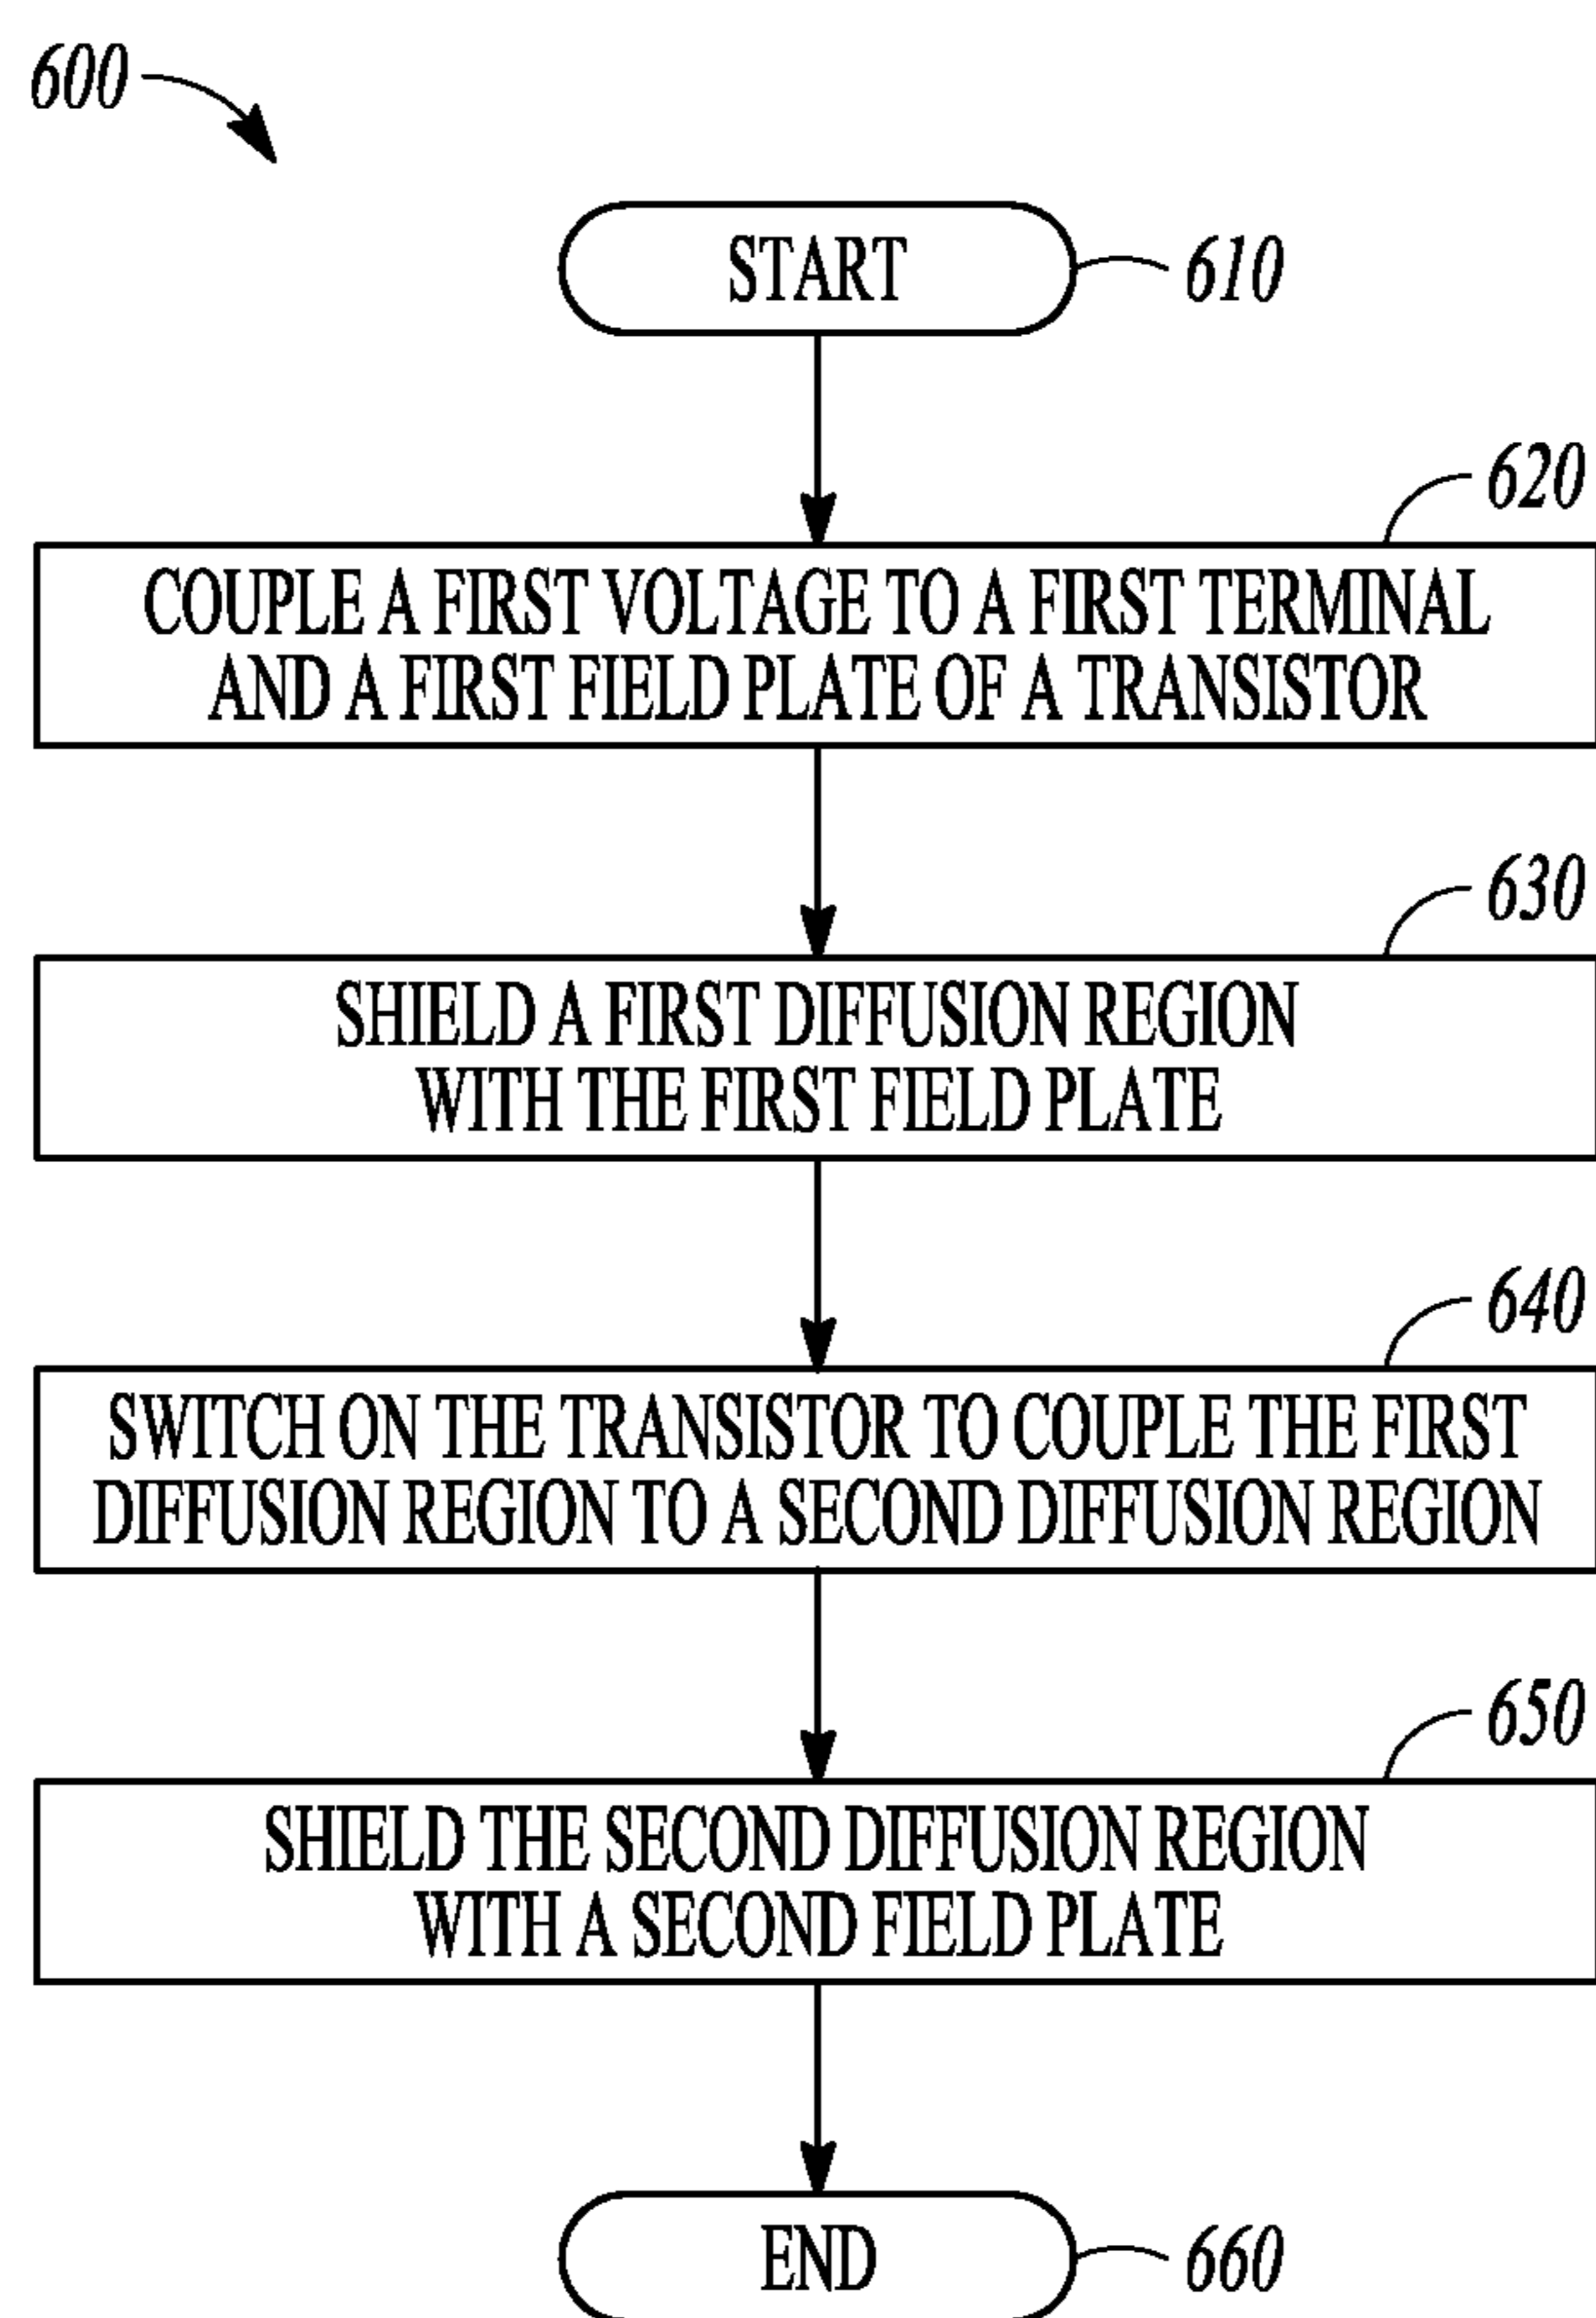 600
START
610
620
COUPLE A FIRST VOLTAGE TO A FIRST TERMINAL
AND A FIRST FIELD PLATE OF A TRANSISTOR
630
SHIELD A FIRST DIFFUSION REGION
WITH THE FIRST FIELD PLATE
640
SWITCH ON THE TRANSISTOR TO COUPLE THE FIRST
DIFFUSION REGION TO A SECOND DIFFUSION REGION
650
SHIELD THE SECOND DIFFUSION REGION
WITH A SECOND FIELD PLATE
END
660